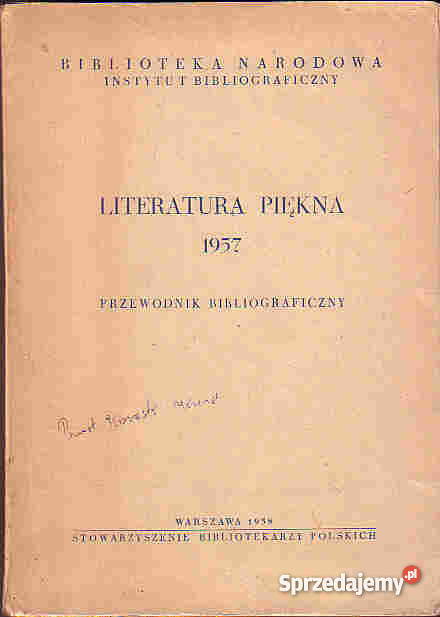 BIBLIOTEKA NARODOWA
INSTYTUT BIBLIOGRAFICZNY
LITERATURA PIĘKNA
1957
PRZEWODNIK BIBLIOGRAFICZNY
WARSZAWA 1958
STOWARZYSZENIE BIBLIOTEKARZY POLSKICH
Sprzedajemy.pl